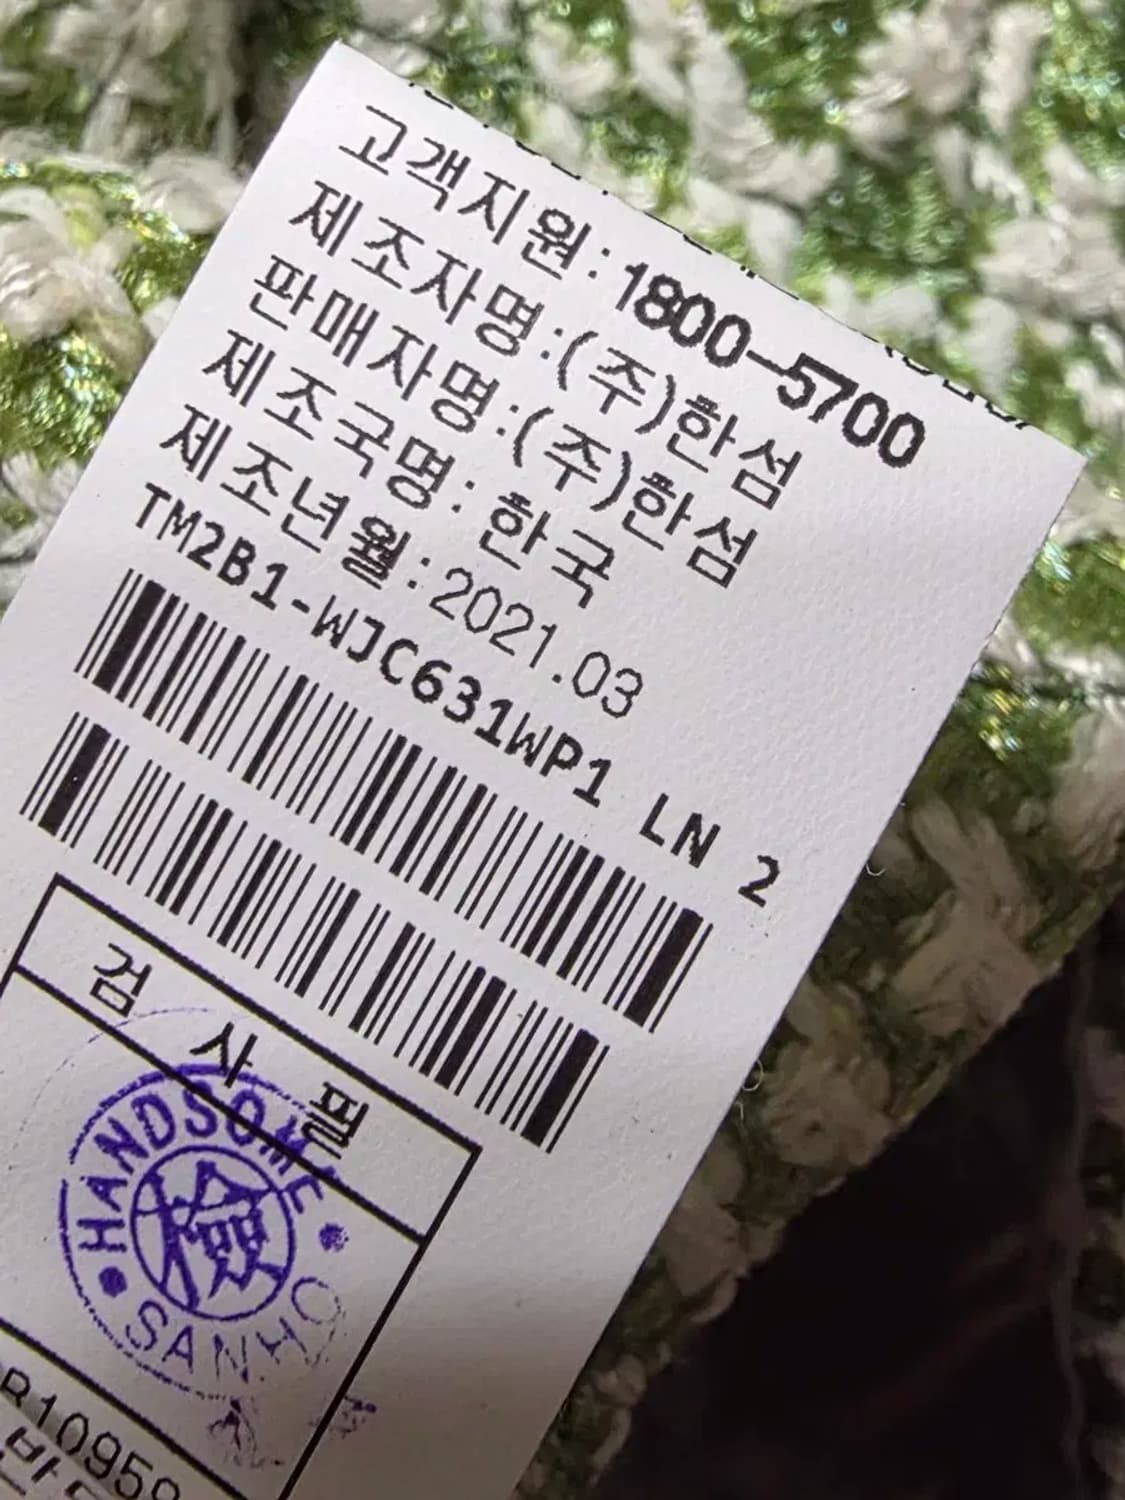 고객지원:1800-5700
제조자명:(주)한섬
판매자명:(주)한섬
제조국명: 한국
제조년월:2021.03
TM2B1-WJC631WP1 LN 2
검 사 필
HANDSOME
檢
SANHO